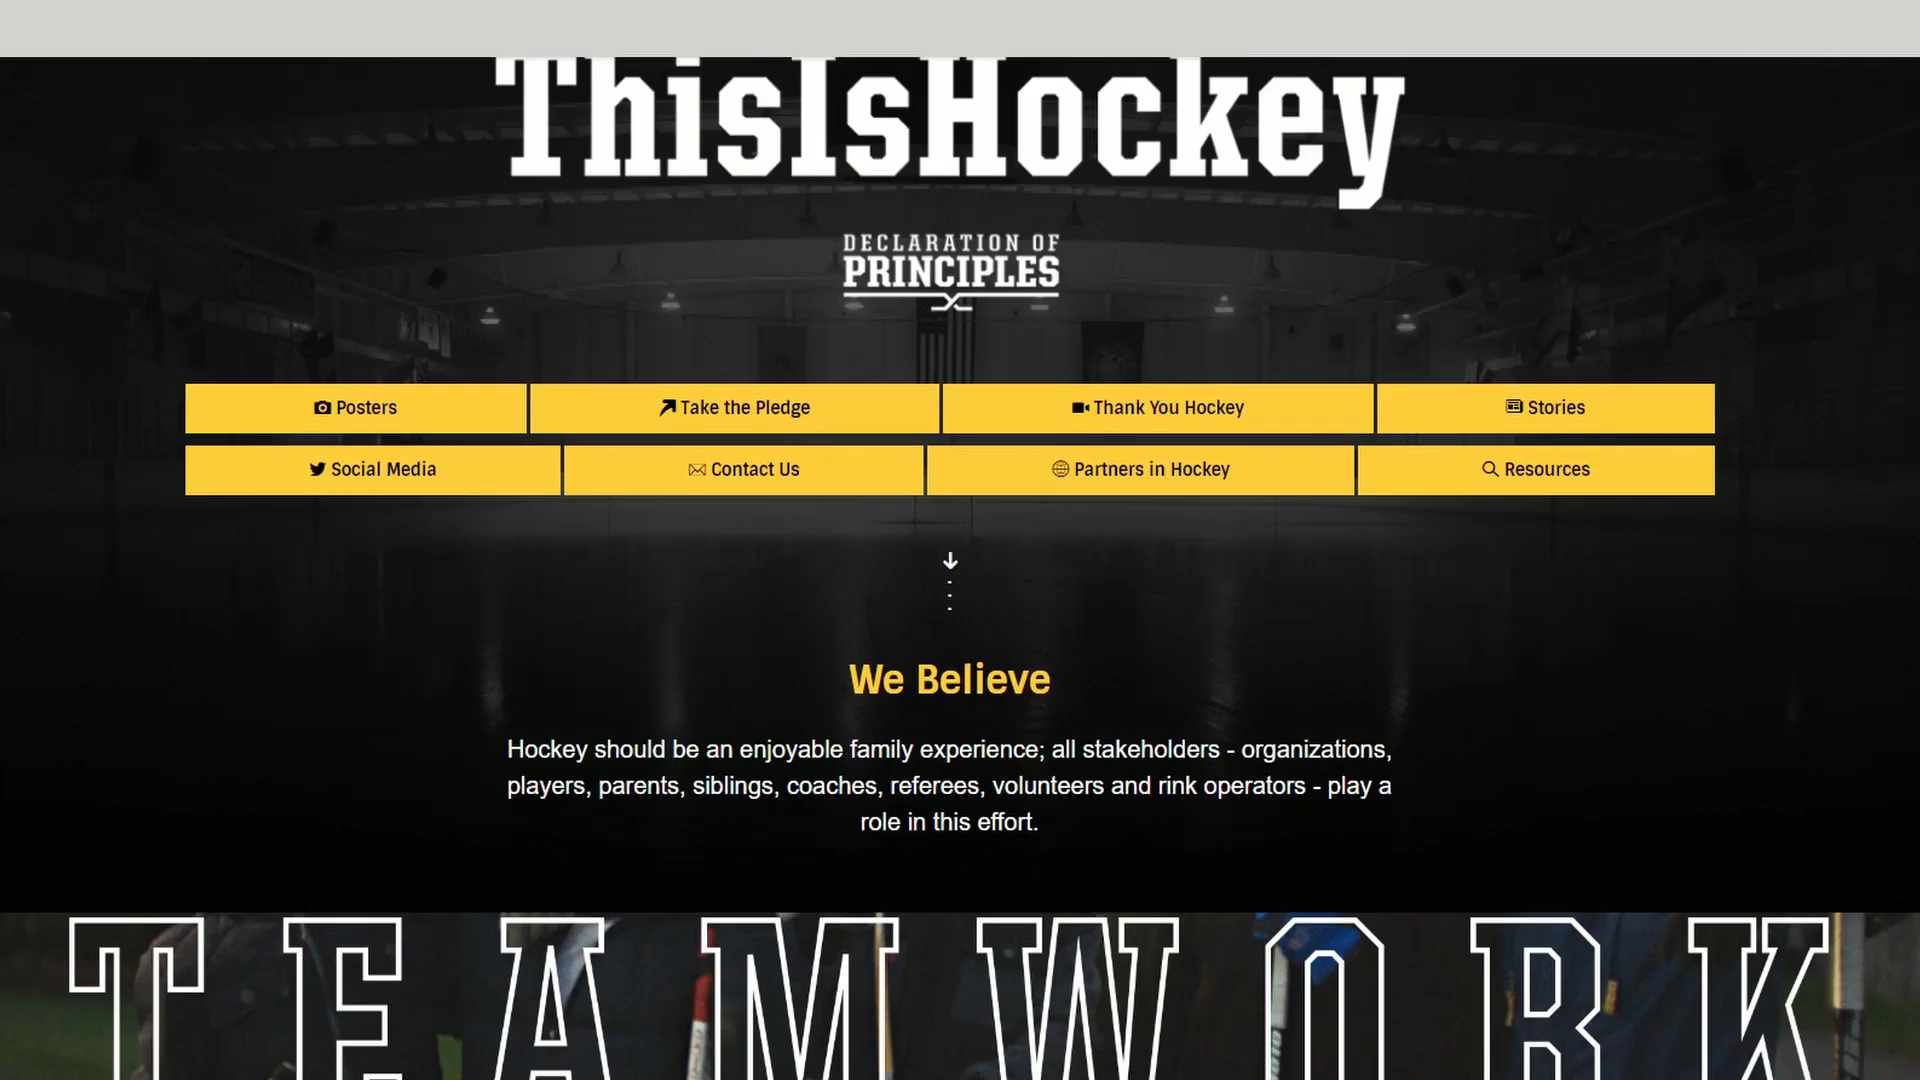 ThisIsHockey
DECLARATION OF
PRINCIPLES
Posters
Take the Pledge
Thank You Hockey
Stories
Social Media
Contact Us
Partners in Hockey
Resources
We Believe
Hockey should be an enjoyable family experience; all stakeholders - organizations,
players, parents, siblings, coaches, referees, volunteers and rink operators - play a
role in this effort.
TEAMWORK